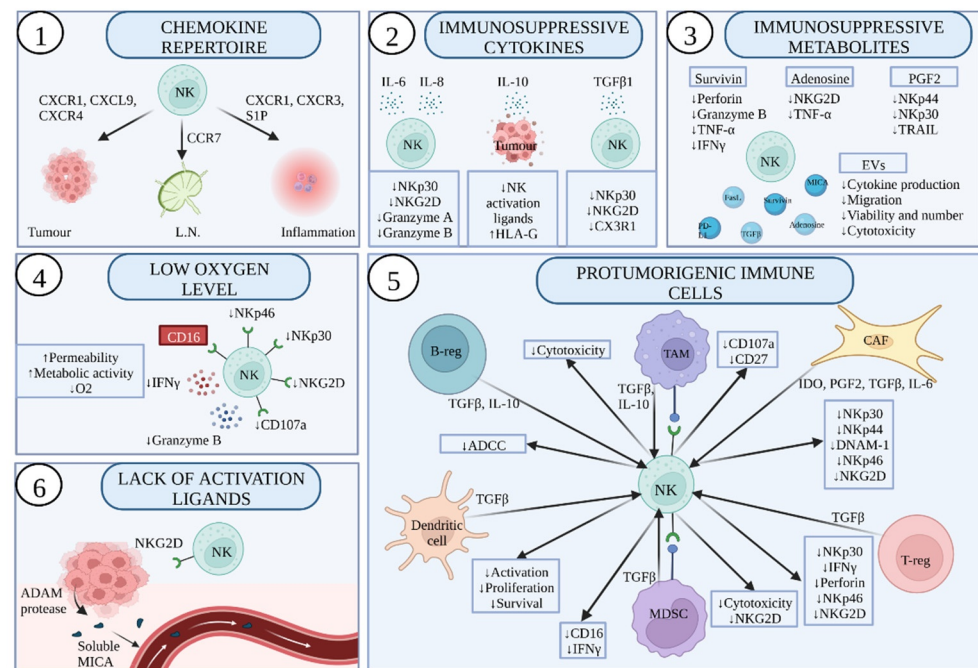 1
CHEMOKINE
REPERTOIRE
NK
CXCR1, CXCL9,
CXCR4
CCR7
CXCR1, CXCR3,
S1P
Tumour
L.N.
Inflammation
2
IMMUNOSUPPRESSIVE
CYTOKINES
IL-6
IL-8
NK
↓NKp30
↓NKG2D
↓Granzyme A
↓Granzyme B
IL-10
Tumour
↓NK
activation
ligands
↑HLA-G
TGFβ1
NK
↓NKp30
↓NKG2D
↓CX3R1
3
IMMUNOSUPPRESSIVE
METABOLITES
Survivin
↓Perforin
↓Granzyme B
↓TNF-α
↓IFNγ
Adenosine
↓NKG2D
↓TNF-α
PGF2
↓NKp44
↓NKp30
↓TRAIL
NK
EVs
↓Cytokine production
↓Migration
↓Viability and number
↓Cytotoxicity
MICA
FasL
Survivin
PD-
L1
TGFβ
Adenosine
4
LOW OXYGEN
LEVEL
↑Permeability
↑Metabolic activity
↓O2
CD16
↓NKp46
↓NKp30
NK
↓NKG2D
↓IFNγ
↓CD107a
↓Granzyme B
5
PROTUMORIGENIC IMMUNE
CELLS
B-reg
TGFβ, IL-10
↓Cytotoxicity
TAM
TGFβ,
IL-10
↓CD107a
↓CD27
CAF
IDO, PGF2, TGFβ, IL-6
↓NKp30
↓NKp44
↓DNAM-1
↓NKp46
↓NKG2D
↓ADCC
NK
Dendritic
cell
TGFβ
↓Activation
↓Proliferation
↓Survival
↓CD16
↓IFNγ
TGFβ
MDSC
↓Cytotoxicity
↓NKG2D
TGFβ
T-reg
↓NKp30
↓IFNγ
↓Perforin
↓NKp46
↓NKG2D
6
LACK OF ACTIVATION
LIGANDS
NKG2D
NK
ADAM
protease
Soluble
MICA